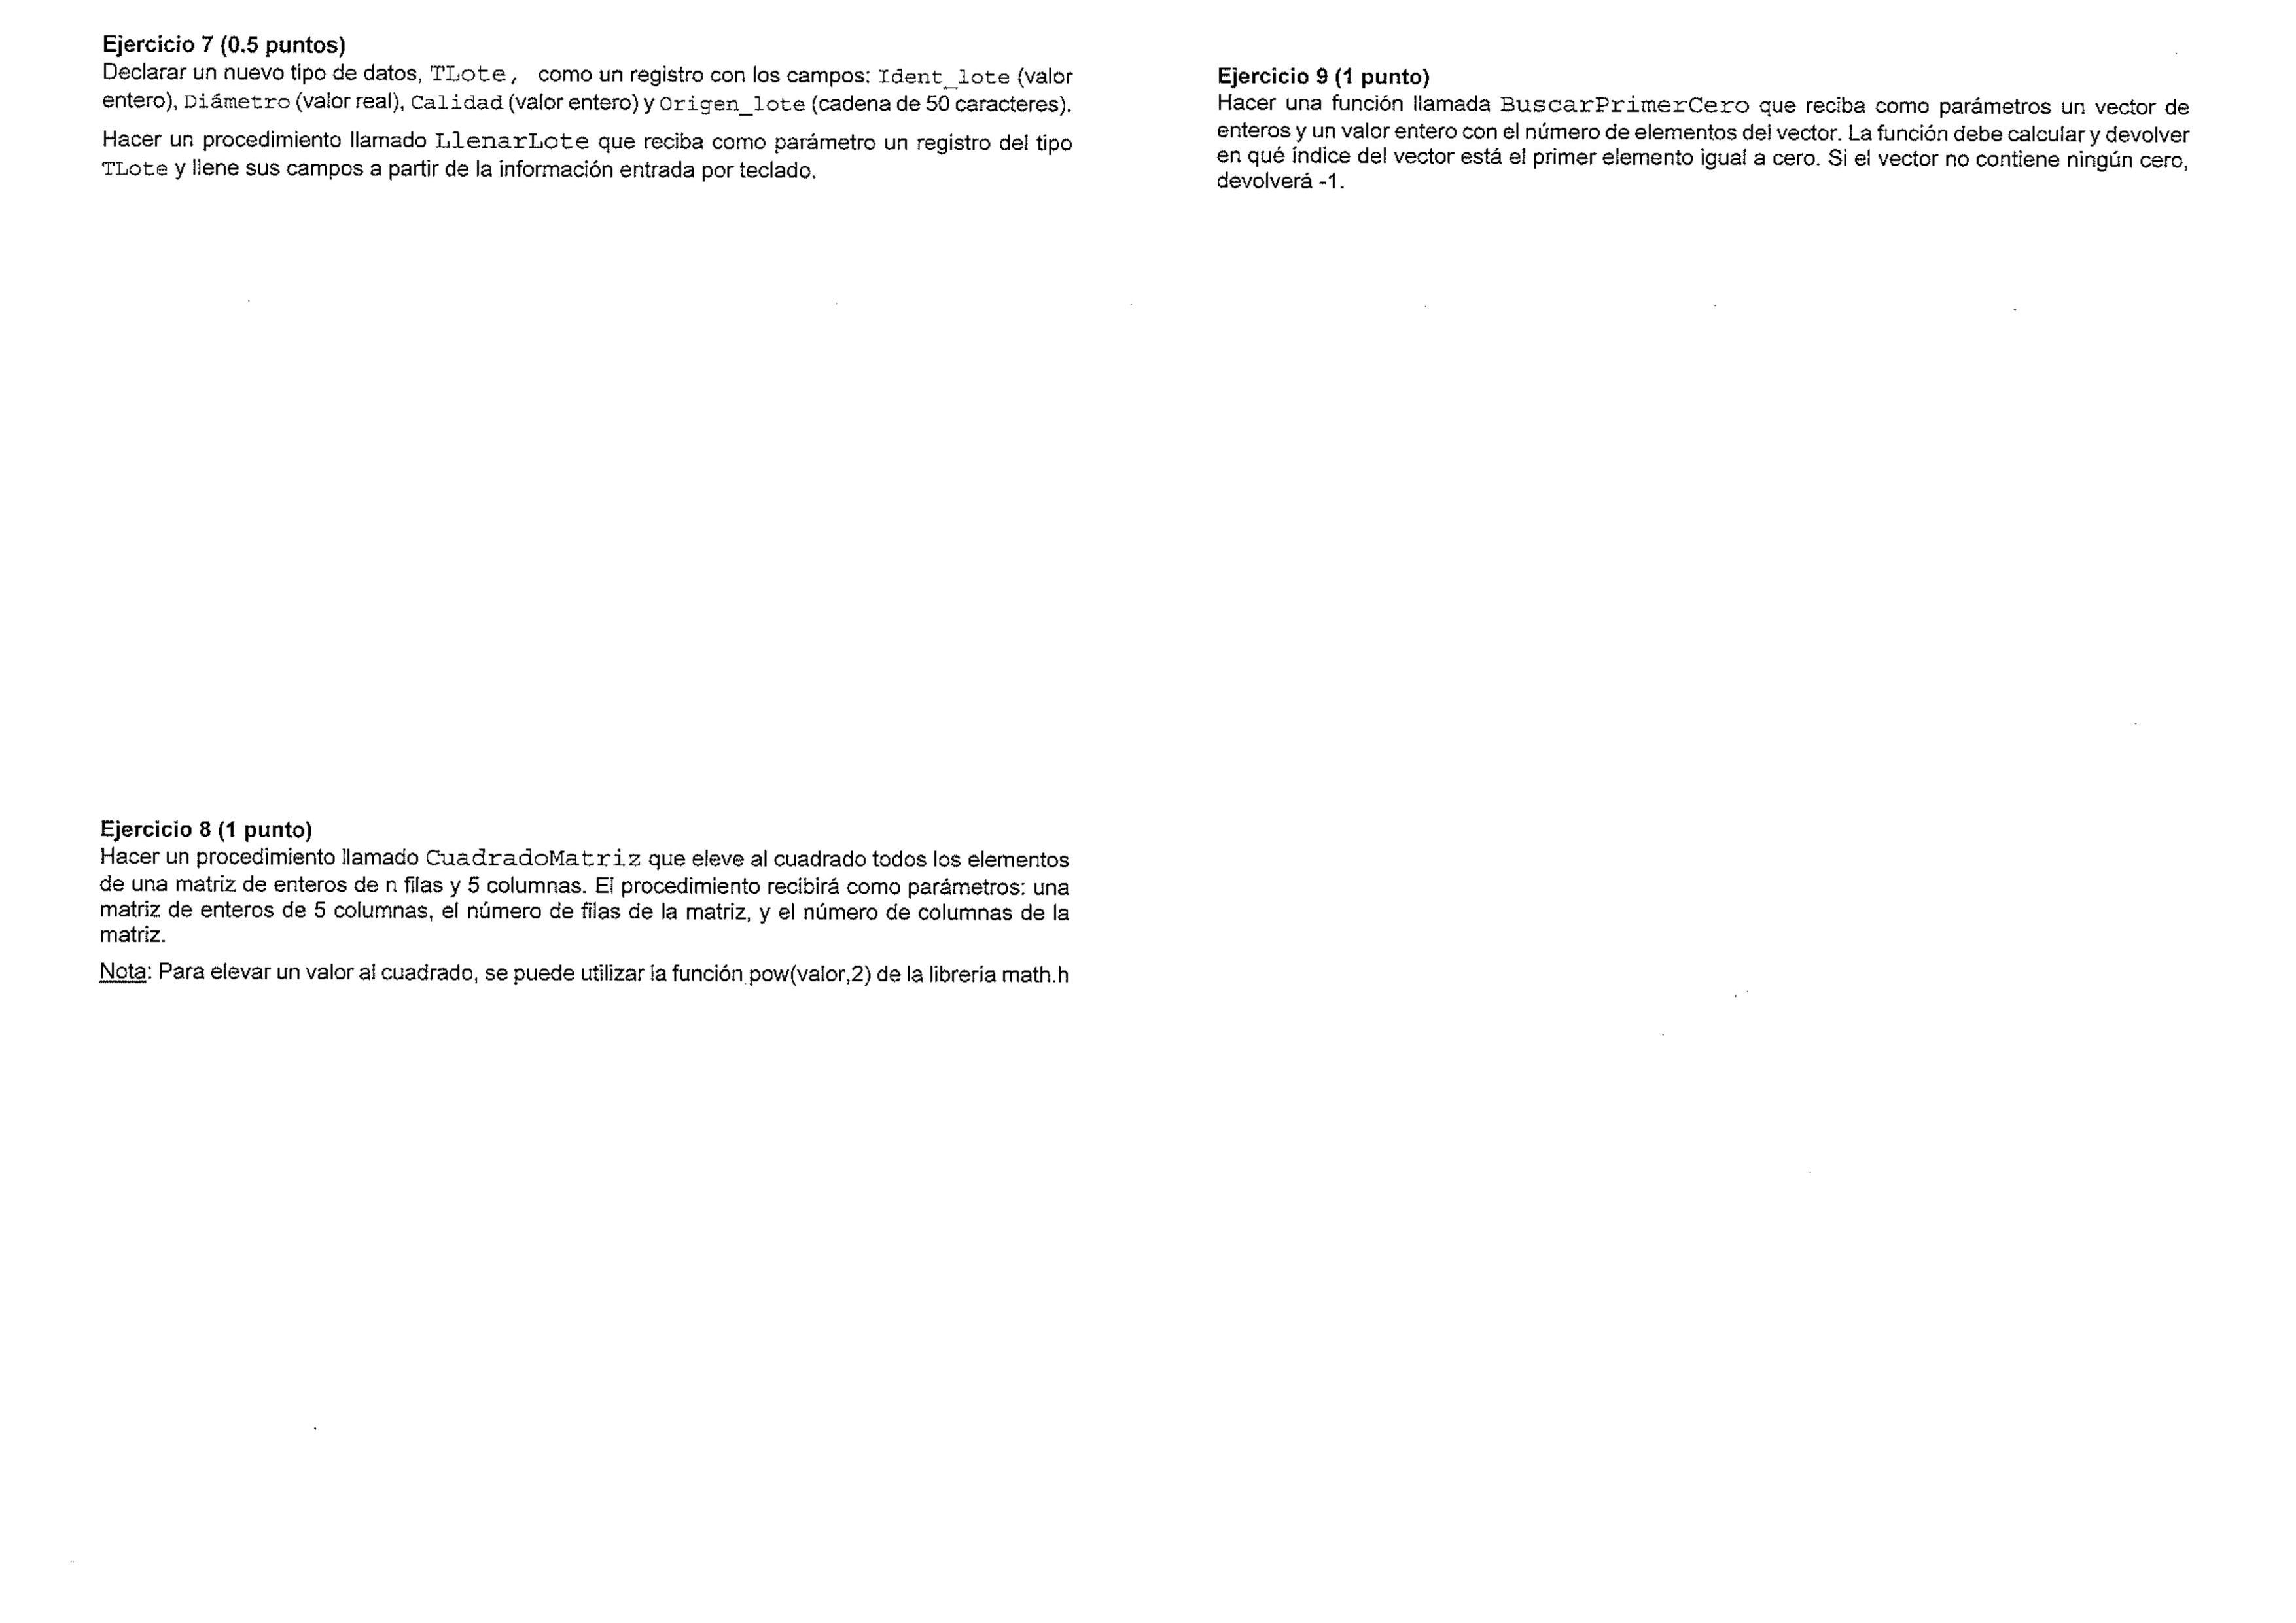 Ejercicio 7 (0.5 puntos)
Declarar un nuevo tipo de datos, TLote, como un registro con los campos: Ident_lote (valor
entero), Diámetro (valor real), Calidad (valor entero) y Origen_lote (cadena de 50 caracteres).
Hacer un procedimiento llamado LlenarLote que reciba como parámetro un registro del tipo
TLote y llene sus campos a partir de la información entrada por teclado.
Ejercicio 8 (1 punto)
Hacer un procedimiento llamado CuadradoMatriz que eleve al cuadrado todos los elementos
de una matriz de enteros de n filas y 5 columnas. El procedimiento recibirá como parámetros: una
matriz de enteros de 5 columnas, el número de filas de la matriz, y el número de columnas de la
matriz.
Nota: Para elevar un valor al cuadrado, se puede utilizar la función pow(valor,2) de la librería math.h
Ejercicio 9 (1 punto)
Hacer una función llamada BuscarPrimerCero que reciba como parámetros un vector de
enteros y un valor entero con el número de elementos del vector. La función debe calcular y devolver
en qué índice del vector está el primer elemento igual a cero. Si el vector no contiene ningún cero,
devolverá -1.